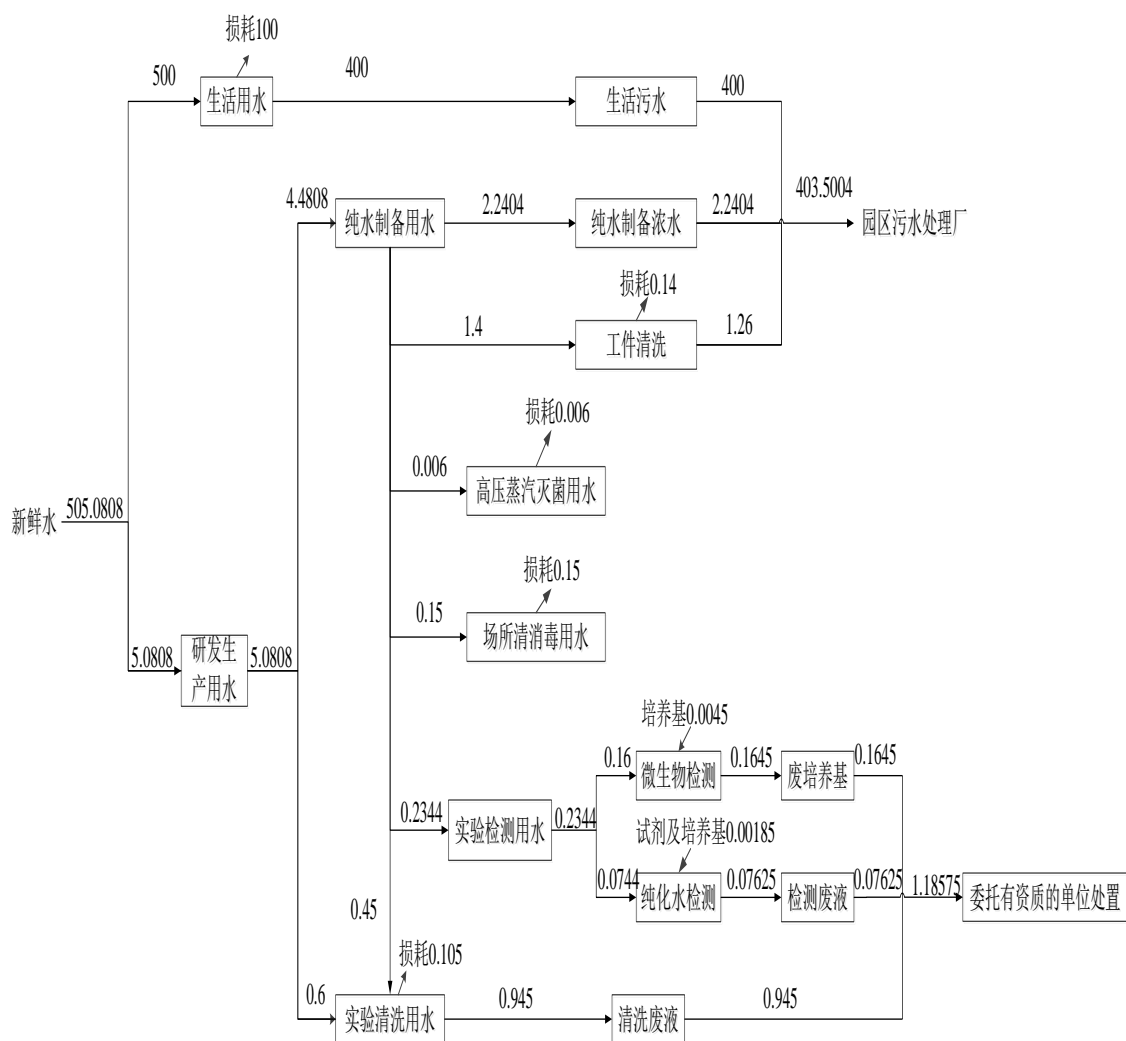 损耗100
500
生活用水
400
生活污水
400
4.4808
纯水制备用水
2.2404
纯水制备浓水
2.2404
403.5004
园区污水处理厂
损耗0.14
1.4
工件清洗
1.26
损耗0.006
0.006
高压蒸汽灭菌用水
新鲜水
505.0808
损耗0.15
0.15
场所清消毒用水
5.0808
研发生
产用水
5.0808
培养基0.0045
0.16
微生物检测
0.1645
废培养基
0.1645
0.2344
实验检测用水
0.2344
试剂及培养基0.00185
0.0744
纯化水检测
0.07625
检测废液
0.07625
1.18575
委托有资质的单位处置
0.45
损耗0.105
0.6
实验清洗用水
0.945
清洗废液
0.945